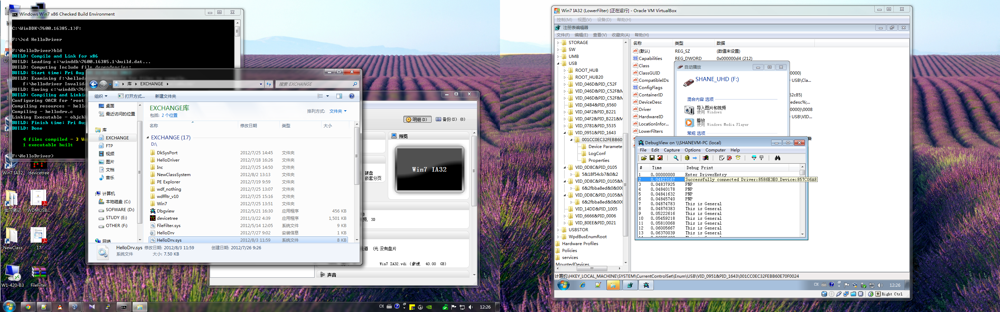 Windows Win7 x86 Checked Build Environment
C:\WinDDK\7600.16385.1>F:
F:\>cd HelloDriver
F:\HelloDriver>bld
BUILD: Compile and Link for x86
BUILD: Loading c:\winddk\7600.16385.1\build.dat...
BUILD: Computing Include file dependencies:
BUILD: Start time: Fri Aug
BUILD: Examining f:\hellod
f:\hellodriver Invalida
BUILD: Saving c:\winddk\76
BUILD: Compiling and Linkin
Configuring OACR for 'root:
Compiling resources - hello
Compiling - hellodrv.c
Linking Executable - objchk
BUILD: Finish time: Fri Aug
BUILD: Done
4 files compiled - 3 Wa
1 executable built
F:\HelloDriver>
Win7 IA32
devicetree
实习笔记
WDMUSB...
NewClass
17
W1-420-B3
FileFilter
库
EXCHANGE
搜索 EXCHANGE
组织
打开方式...
新建文件夹
桌面
最近访问的位置
库
EXCHANGE
FTP
视频
图片
文档
音乐
计算机
本地磁盘 (C:)
SOFWARE (D:)
STUDY (E:)
OTHER (F:)
网络
EXCHANGE库
包括: 2 个位置
排列方式: 文件夹
名称 修改日期 类型 大小
EXCHANGE (17)
D:\
DkSysPort 2012/7/25 14:45 文件夹
HelloDriver 2012/7/18 16:26 文件夹
Inc 2012/7/25 14:50 文件夹
NewClassSystem 2012/8/2 13:13 文件夹
PE Explorer 2012/7/19 9:59 文件夹
wdf_nothing 2012/7/25 13:07 文件夹
wdffltr_v10 2012/7/25 15:16 文件夹
Win7 2012/7/25 13:51 文件夹
Dbgview 2012/5/21 16:30 应用程序 456 KB
devicetree 2011/3/22 4:39 应用程序 1,501 KB
FileFilter.sys 2012/5/14 12:05 系统文件 9 KB
HelloDrv 2012/7/27 9:02 安装信息 1 KB
HelloDrv.sys 2012/8/3 11:59 系统文件 8 KB
HelloDrv.sys 修改日期: 2012/8/3 11:59 创建日期: 2012/7/26 9:26
系统文件 大小: 7.50 KB
明细(D)
备份(S) (8)
预览
Win7 IA32
硬盘
嵌套分页
B
频, 3D
通道 (光 没有盘片
Win7 IA32.vdi (普通, 40.00 GB)
声音
CH
12:26
Win7 IA32 (LowerFilter) [正在运行] - Oracle VM VirtualBox
控制(M) 视图(V) 设备(D) 帮助(H)
注册表编辑器
文件(F) 编辑(E) 查看(V) 收藏夹(A) 帮助(H)
STORAGE
SW
UMB
USB
ROOT_HUB
ROOT_HUB20
VID_046D&PID_C52F
VID_046D&PID_C52F&M
VID_046D&PID_C52F&M
VID_04B4&PID_6560
VID_04F2&PID_B221
VID_04F2&PID_B221&M
VID_0781&PID_5535
VID_0951&PID_1643
001CC0EC32FEBB60
Device Paramete
LogConf
Properties
VID_0D8C&PID_0105
5&18f54cb7&0&2
VID_0D8C&PID_0105&M
6&2fbba8ed&0&000
VID_0D8C&PID_0105&M
6&2fbba8ed&0&000
VID_14DD&PID_1005
VID_6666&PID_0006
VID_80EE&PID_0021
USBSTOR
WpdBusEnumRoot
Hardware Profiles
Policies
services
MountedDevices
名称 类型 数据
(默认) REG_SZ (数值未设置)
Capabilities REG_DWORD 0x000000d4 (212)
Class
ClassGUID 0000}
CompatibleIDs USB\Cla...
ConfigFlags
ContainerID 62c85}
DeviceDesc edesc%;...
Driver 0000}\0008
HardwareID USB\VID...
LocationInfor...
LowerFilters
备
自动播放
SHANE_UHD (F:)
混合内容 选项
导入图片和视频
使用 Windows
播放
使用 Windows Media Player
常规 选项
DebugView on \\SHANEVM-PC (local)
File Edit Capture Options Computer Help
# Time Debug Print
1 0.00000000 Enter DriverEntry
2 0.04823167 Successfully connected Driver:8586E3E0;Device:857C06A8
3 0.04837925 PNP
4 0.04840178 PNP
5 0.04841632 PNP
6 0.04845740 PNP
7 0.04874783 This is General
8 0.04876383 This is General
9 0.05222616 This is General
10 0.05459218 This is General
11 0.05810068 This is General
12 0.06005667 This is General
13 0.06370039 This is General
计算机\HKEY_LOCAL_MACHINE\SYSTEM\CurrentControlSet\Enum\USB\VID_0951&PID_1643\001CC0EC32FEBB60E70F0024
CH
12:26
Right Ctrl